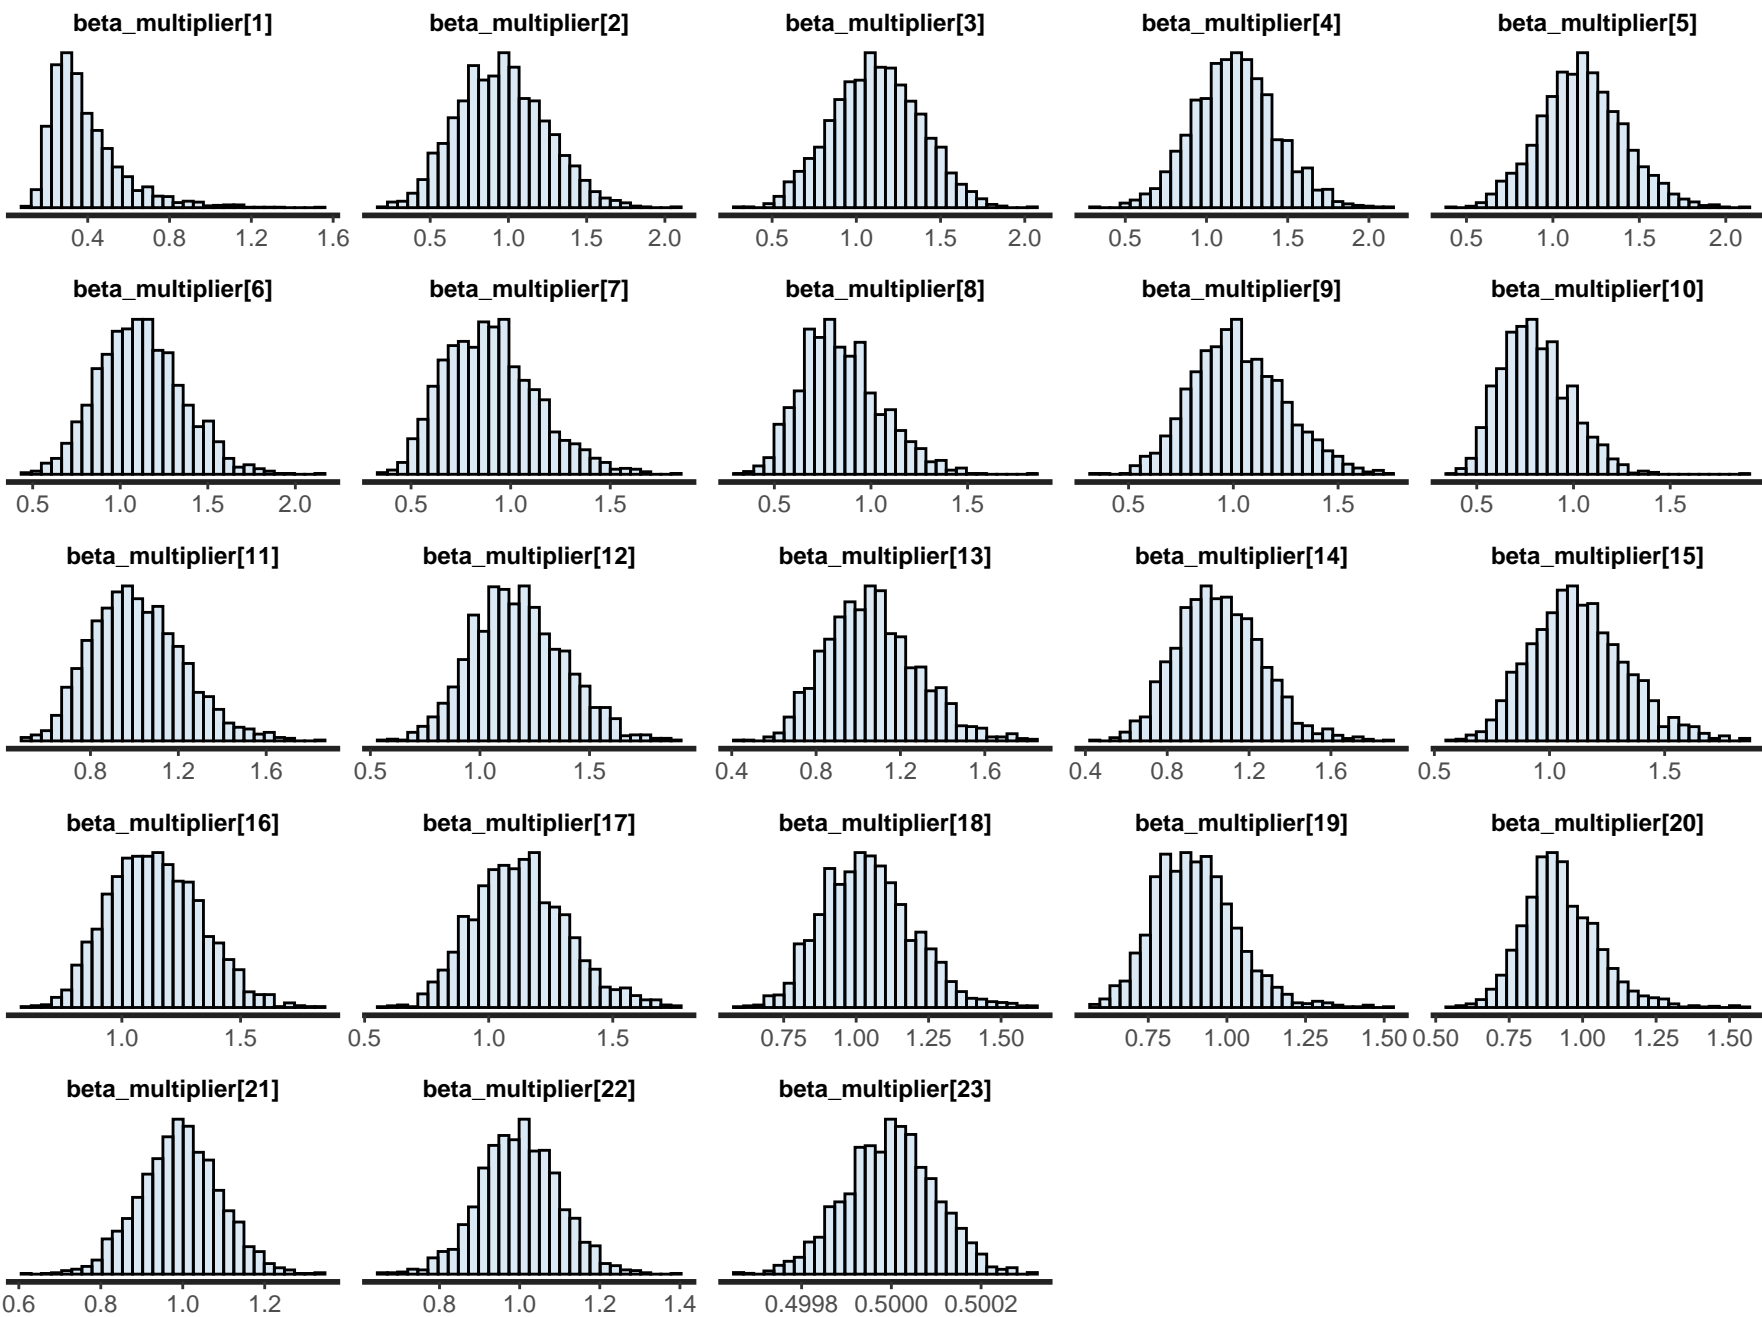 beta_multiplier[1] beta_multiplier[2] beta_multiplier[3] beta_multiplier[4] beta_multiplier[5]
0.4 0.8 1.2 1.6 0.5 1.0 1.5 2.0 0.5 1.0 1.5 2.0 0.5 1.0 1.5 2.0 0.5 1.0 1.5 2.0
beta_multiplier[6] beta_multiplier[7] beta_multiplier[8] beta_multiplier[9] beta_multiplier[10]
0.5 1.0 1.5 2.0 0.5 1.0 1.5 0.5 1.0 1.5 0.5 1.0 1.5 0.5 1.0 1.5
beta_multiplier[11] beta_multiplier[12] beta_multiplier[13] beta_multiplier[14] beta_multiplier[15]
0.8 1.2 1.6 0.5 1.0 1.5 0.4 0.8 1.2 1.6 0.4 0.8 1.2 1.6 0.5 1.0 1.5
beta_multiplier[16] beta_multiplier[17] beta_multiplier[18] beta_multiplier[19] beta_multiplier[20]
1.0 1.5 0.5 1.0 1.5 0.75 1.00 1.25 1.50 0.75 1.00 1.25 1.50 0.50 0.75 1.00 1.25 1.50
beta_multiplier[21] beta_multiplier[22] beta_multiplier[23]
0.6 0.8 1.0 1.2 0.8 1.0 1.2 1.4 0.4998 0.5000 0.5002